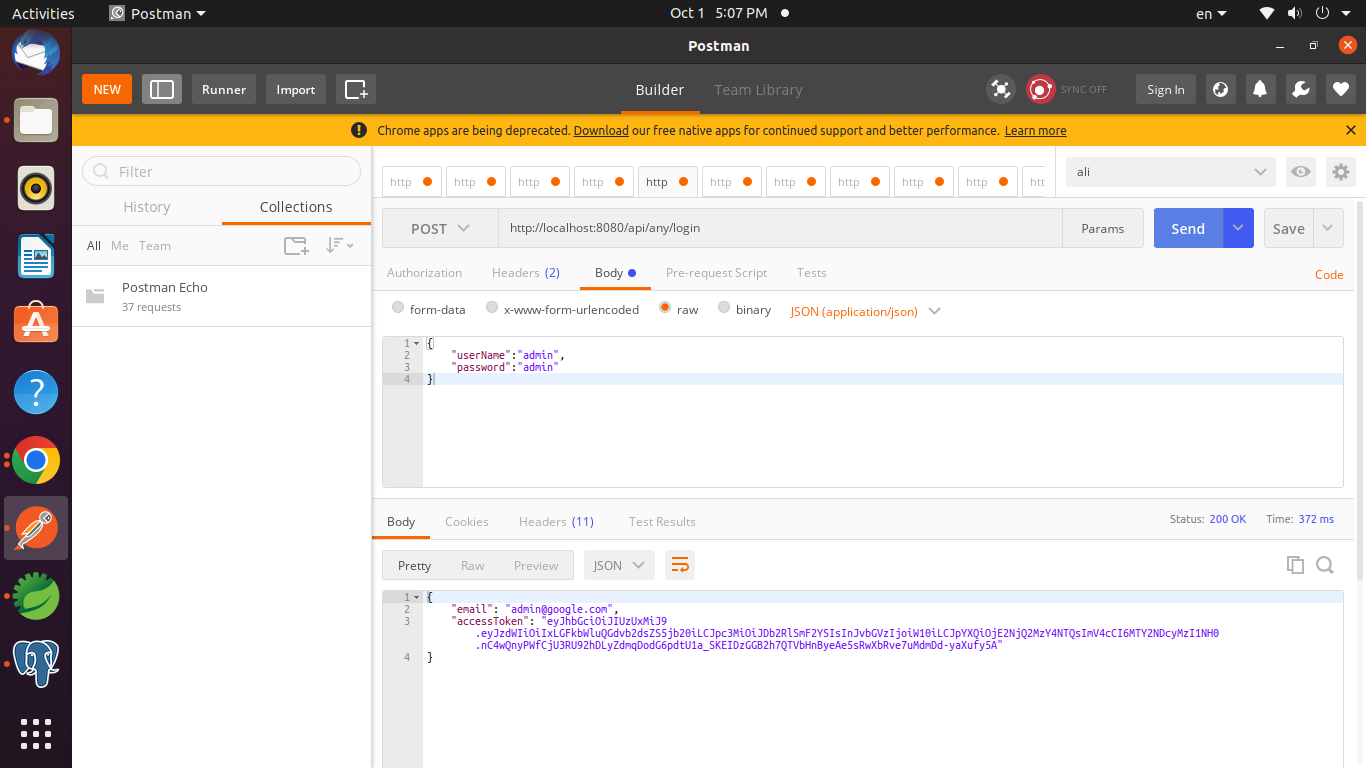 Activities Postman Oct 1 5:07 PM en
Postman
NEW Runner Import Builder Team Library SYNC OFF Sign In
Chrome apps are being deprecated. Download our free native apps for continued support and better performance. Learn more
Filter
History Collections
All Me Team
Postman Echo
37 requests
http http http http http http http http http http htt
ali
POST http://localhost:8080/api/any/login Params Send Save
Authorization Headers (2) Body Pre-request Script Tests Code
form-data x-www-form-urlencoded raw binary JSON (application/json)
1 {
2 "userName":"admin",
3 "password":"admin"
4 }
Body Cookies Headers (11) Test Results Status: 200 OK Time: 372 ms
Pretty Raw Preview JSON
1 {
2 "email": "admin@google.com",
3 "accessToken": "eyJhbGciOiJIUzUxMiJ9
.eyJzdWIiOiIxLGFkbWluQGdvb2dsZS5jb20iLCJpc3MiOiJDb2RlSmF2YSIsInJvbGVzIjoiW10iLCJpYXQiOjE2NjQ2MzY4NTQsImV4cCI6MTY2NDcyMzI1NH0
.nC4wQnyPWfCjU3RU92hDLyZdmqDodG6pdtU1a_SKEIDzGGB2h7QTVbHnByeAe5sRwXbRve7uMdmDd-yaXufy5A"
4 }